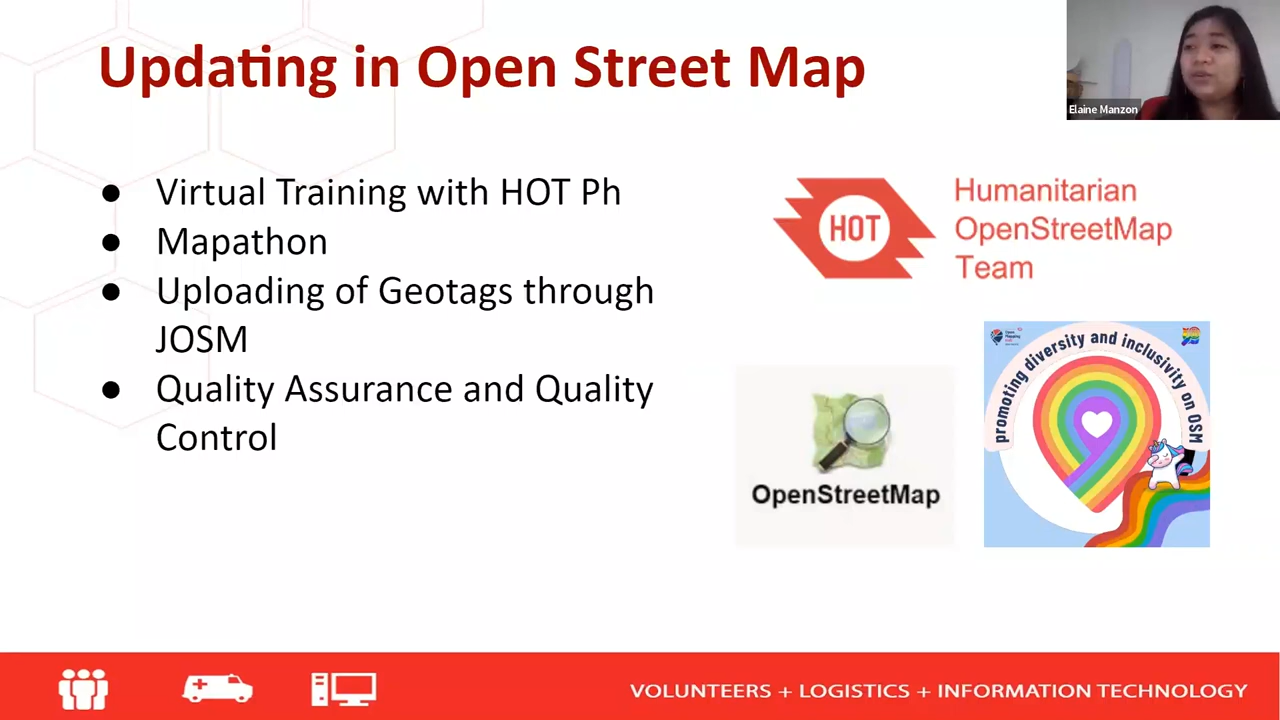 Updating in Open Street Map
Elaine Manzon
● Virtual Training with HOT Ph
● Mapathon
● Uploading of Geotags through
JOSM
● Quality Assurance and Quality
Control
HOT
Humanitarian
OpenStreetMap
Team
OpenStreetMap
promoting diversity and inclusivity on OSM
VOLUNTEERS + LOGISTICS + INFORMATION TECHNOLOGY